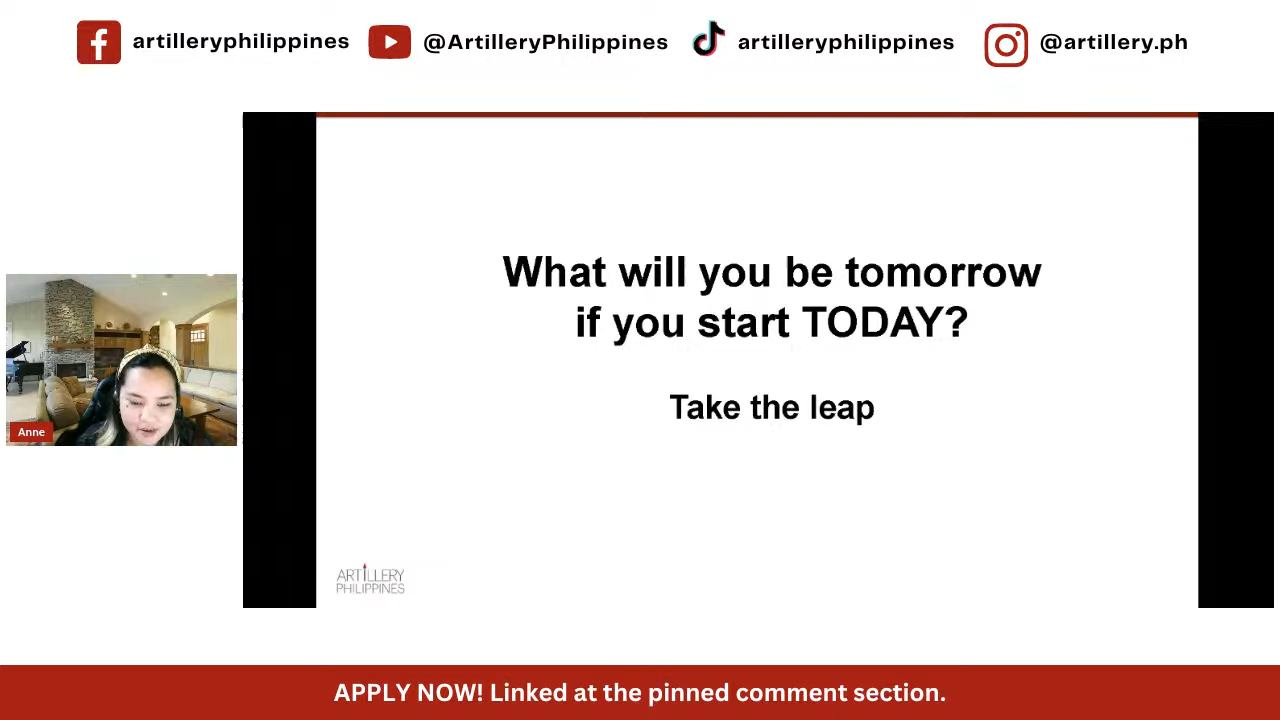 artilleryphilippines @ArtilleryPhilippines artilleryphilippines @artillery.ph
What will you be tomorrow
if you start TODAY?
Take the leap
Anne
ARTILLERY
PHILIPPINES
APPLY NOW! Linked at the pinned comment section.